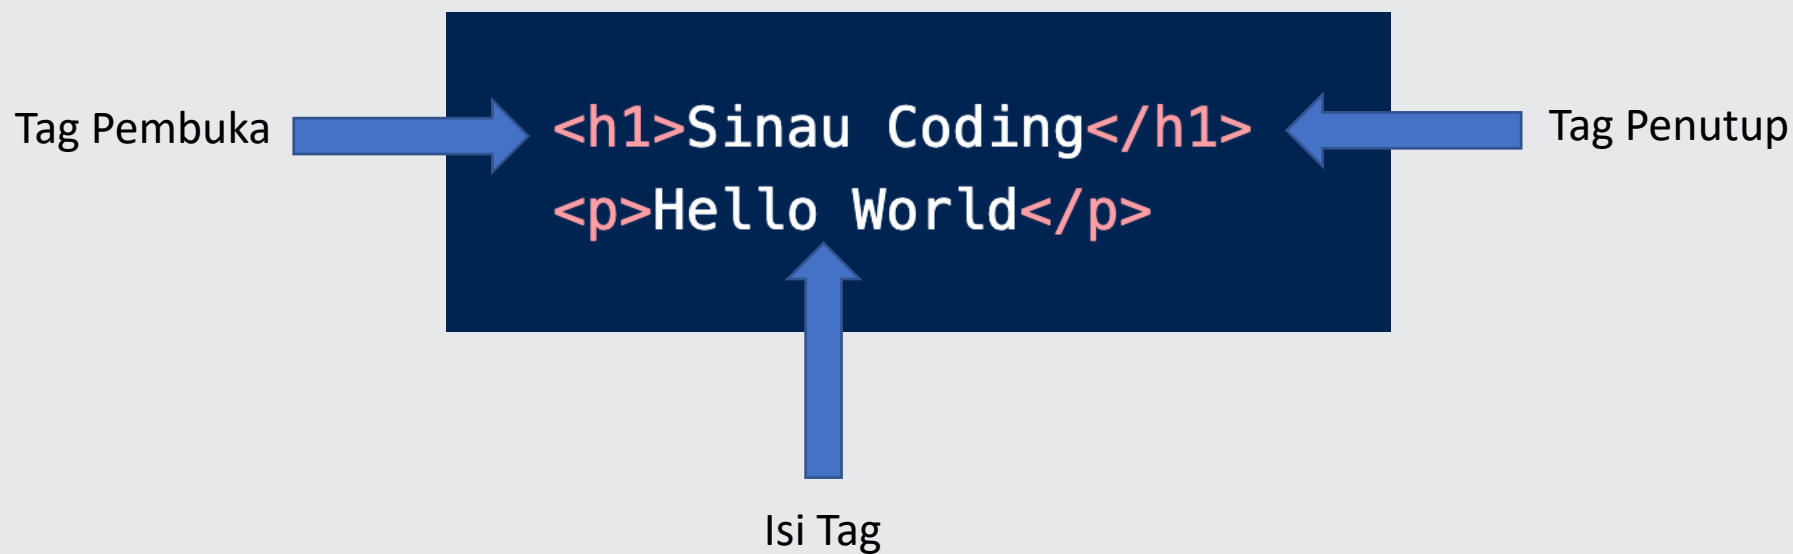 Tag Pembuka
<h1>Sinau Coding</h1>
Tag Penutup
<p>Hello World</p>
Isi Tag